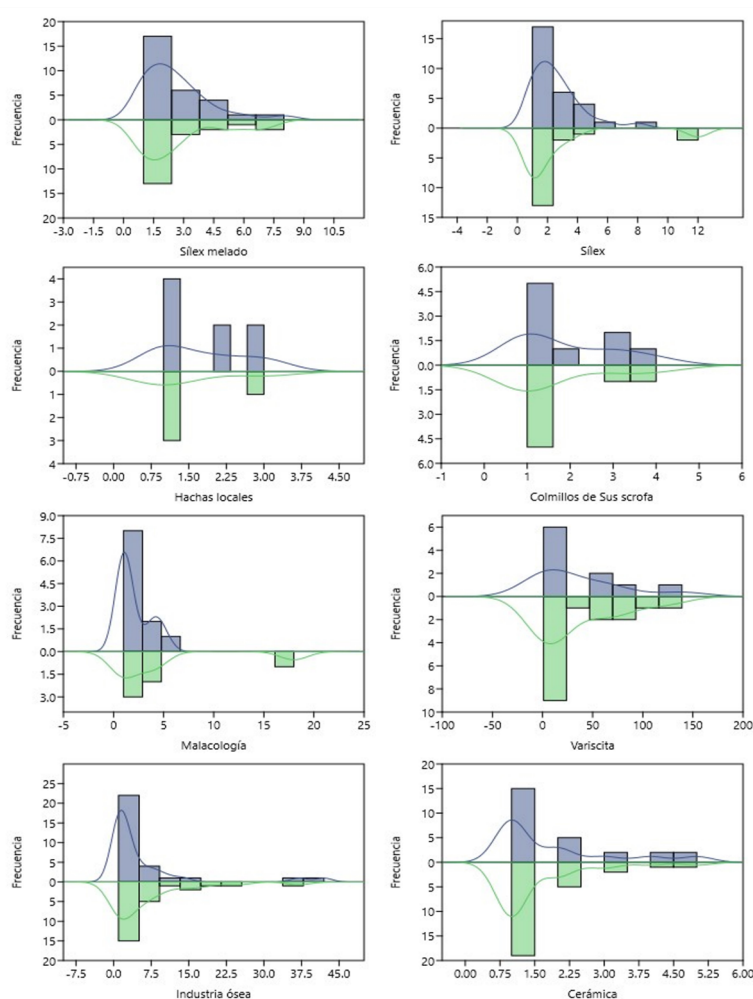 20 15 10 5 0 5 10 15 20
Frecuencia
-3.0 -1.5 0.0 1.5 3.0 4.5 6.0 7.5 9.0 10.5
Sílex melado
15 10 5 0 5 10 15
Frecuencia
-4 -2 0 2 4 6 8 10 12
Sílex
4 3 2 1 0 1 2 3 4
Frecuencia
-0.75 0.00 0.75 1.50 2.25 3.00 3.75 4.50
Hachas locales
6.0 4.5 3.0 1.5 0.0 1.5 3.0 4.5 6.0
Frecuencia
-1 0 1 2 3 4 5 6
Colmillos de Sus scrofa
9.0 7.5 6.0 4.5 3.0 1.5 0.0 1.5 3.0
Frecuencia
-5 0 5 10 15 20 25
Malacología
6 4 2 0 2 4 6 8 10
Frecuencia
-100 -50 0 50 100 150 200
Variscita
25 20 15 10 5 0 5 10 15 20
Frecuencia
-7.5 0.0 7.5 15.0 22.5 30.0 37.5 45.0
Industria ósea
20 15 10 5 0 5 10 15 20
Frecuencia
0.00 0.75 1.50 2.25 3.00 3.75 4.50 5.25 6.00
Cerámica